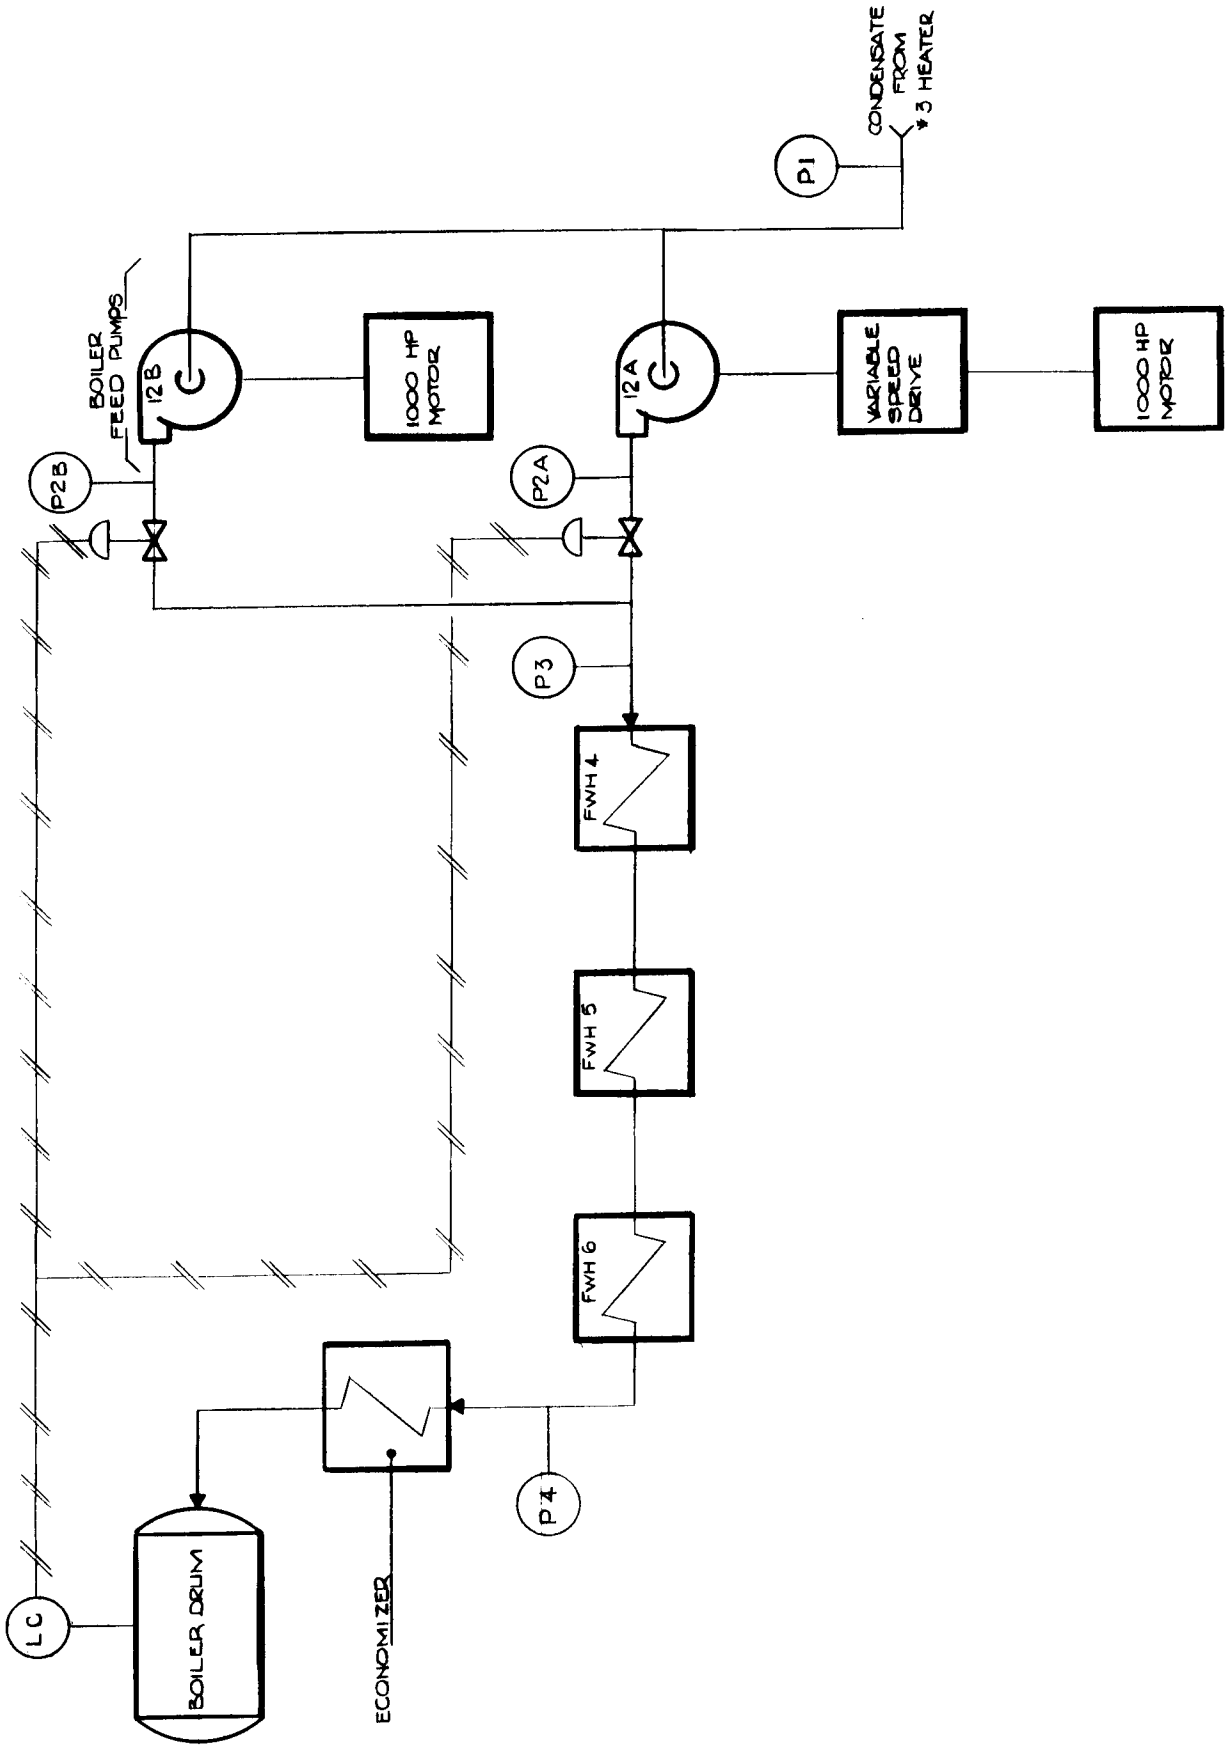 LC
BOILER DRUM
ECONOMIZER
P4
FWH 6
FWH 5
FWH 4
P3
P2B
P2A
BOILER
FEED PUMPS
12B
12A
1000 HP
MOTOR
VARIABLE
SPEED
DRIVE
1000 HP
MOTOR
P1
CONDENSATE
FROM
#3 HEATER